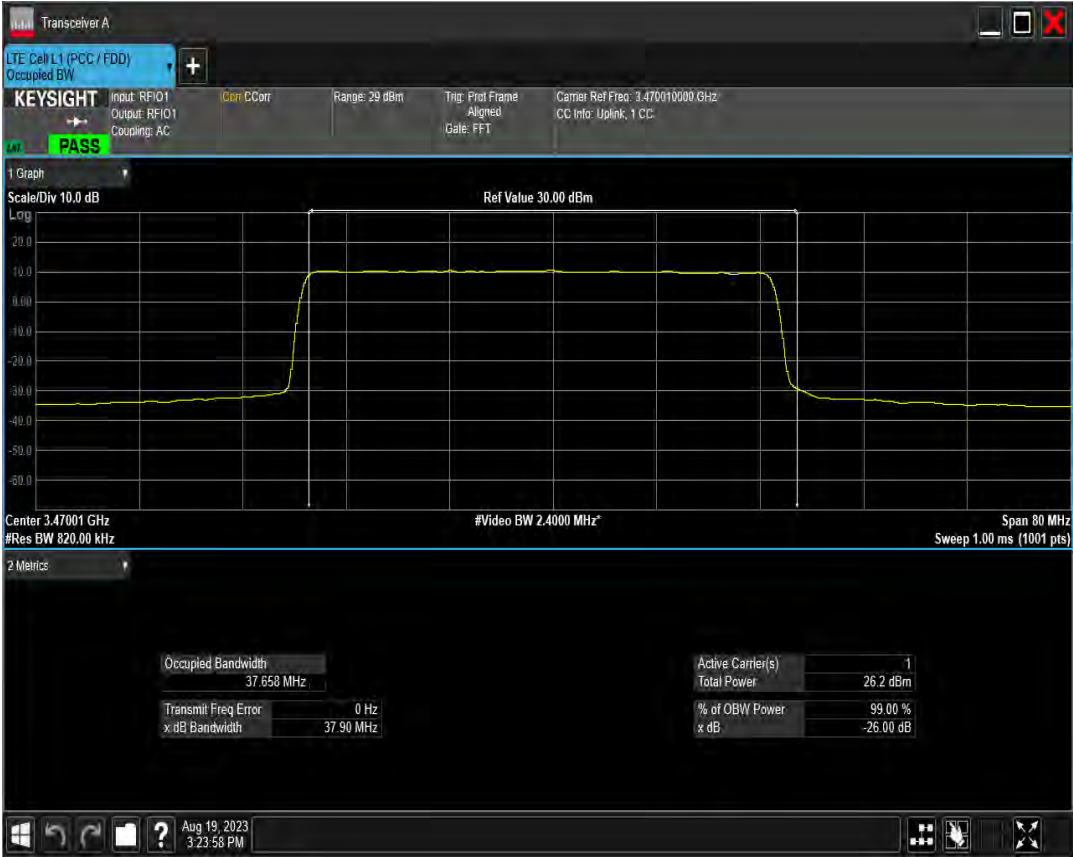 Transceiver A
LTE Cell L1 (PCC / FDD)
Occupied BW
+
KEYSIGHT
PASS
Input: RFIO1
Output: RFIO1
Coupling: AC
Corr CCorr
Range: 29 dBm
Trig: Prdt Frame
Aligned
Gate: FFT
Carrier Ref Freq: 3.470010000 GHz
CC Info: Uplink, 1 CC
1 Graph
Scale/Div 10.0 dB
Ref Value 30.00 dBm
Log
20.0
10.0
0.00
-10.0
-20.0
-30.0
-40.0
-50.0
-60.0
Center 3.47001 GHz
#Video BW 2.4000 MHz*
Span 80 MHz
#Res BW 820.00 kHz
Sweep 1.00 ms (1001 pts)
2 Metrics
Occupied Bandwidth
37.658 MHz
Transmit Freq Error 0 Hz
x dB Bandwidth 37.90 MHz
Active Carrier(s) 1
Total Power 26.2 dBm
% of OBW Power 99.00 %
x dB -26.00 dB
?
Aug 19, 2023
3:23:58 PM